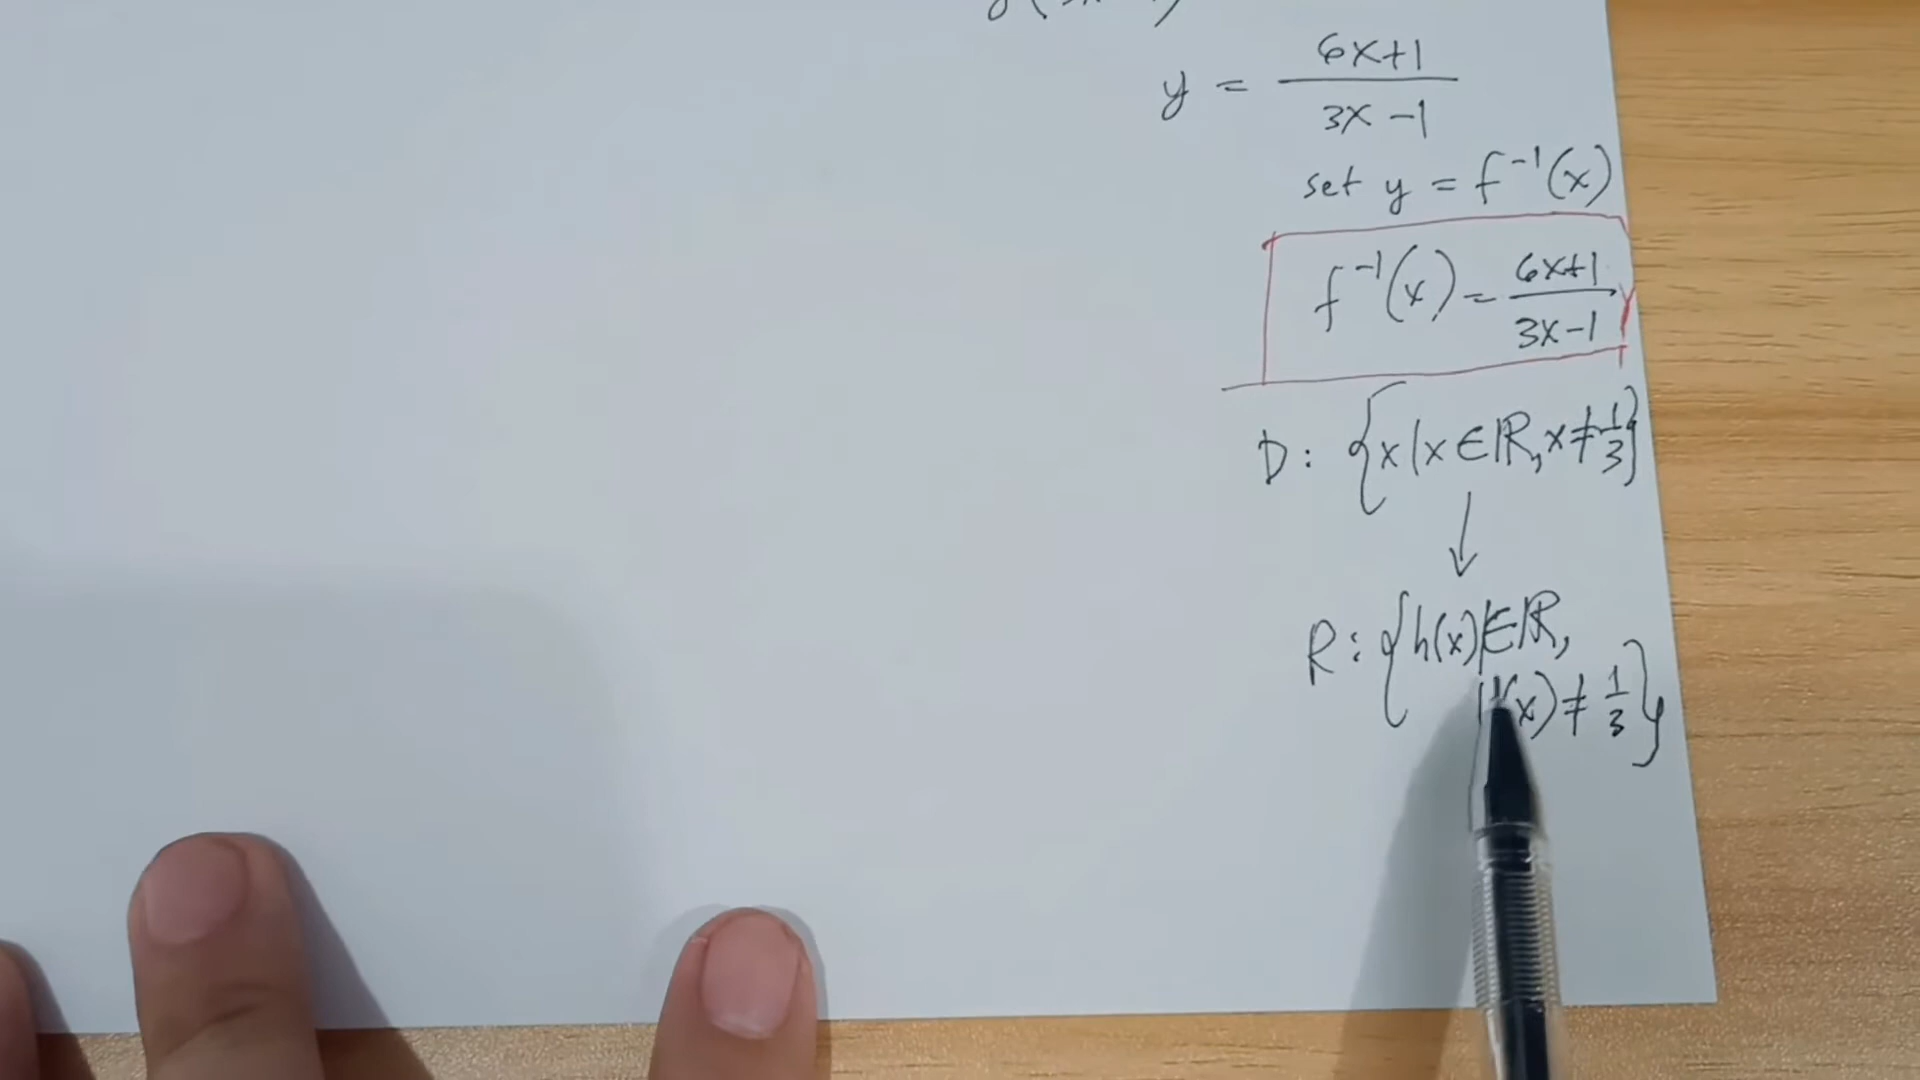 y = 6x+1 / 3x-1
set y = f⁻¹(x)
f⁻¹(x) = 6x+1 / 3x-1
D: {x|x ∈ ℝ, x≠1/3}
↓
R: {h(x)|∈ℝ,
h(x) ≠ 1/3}